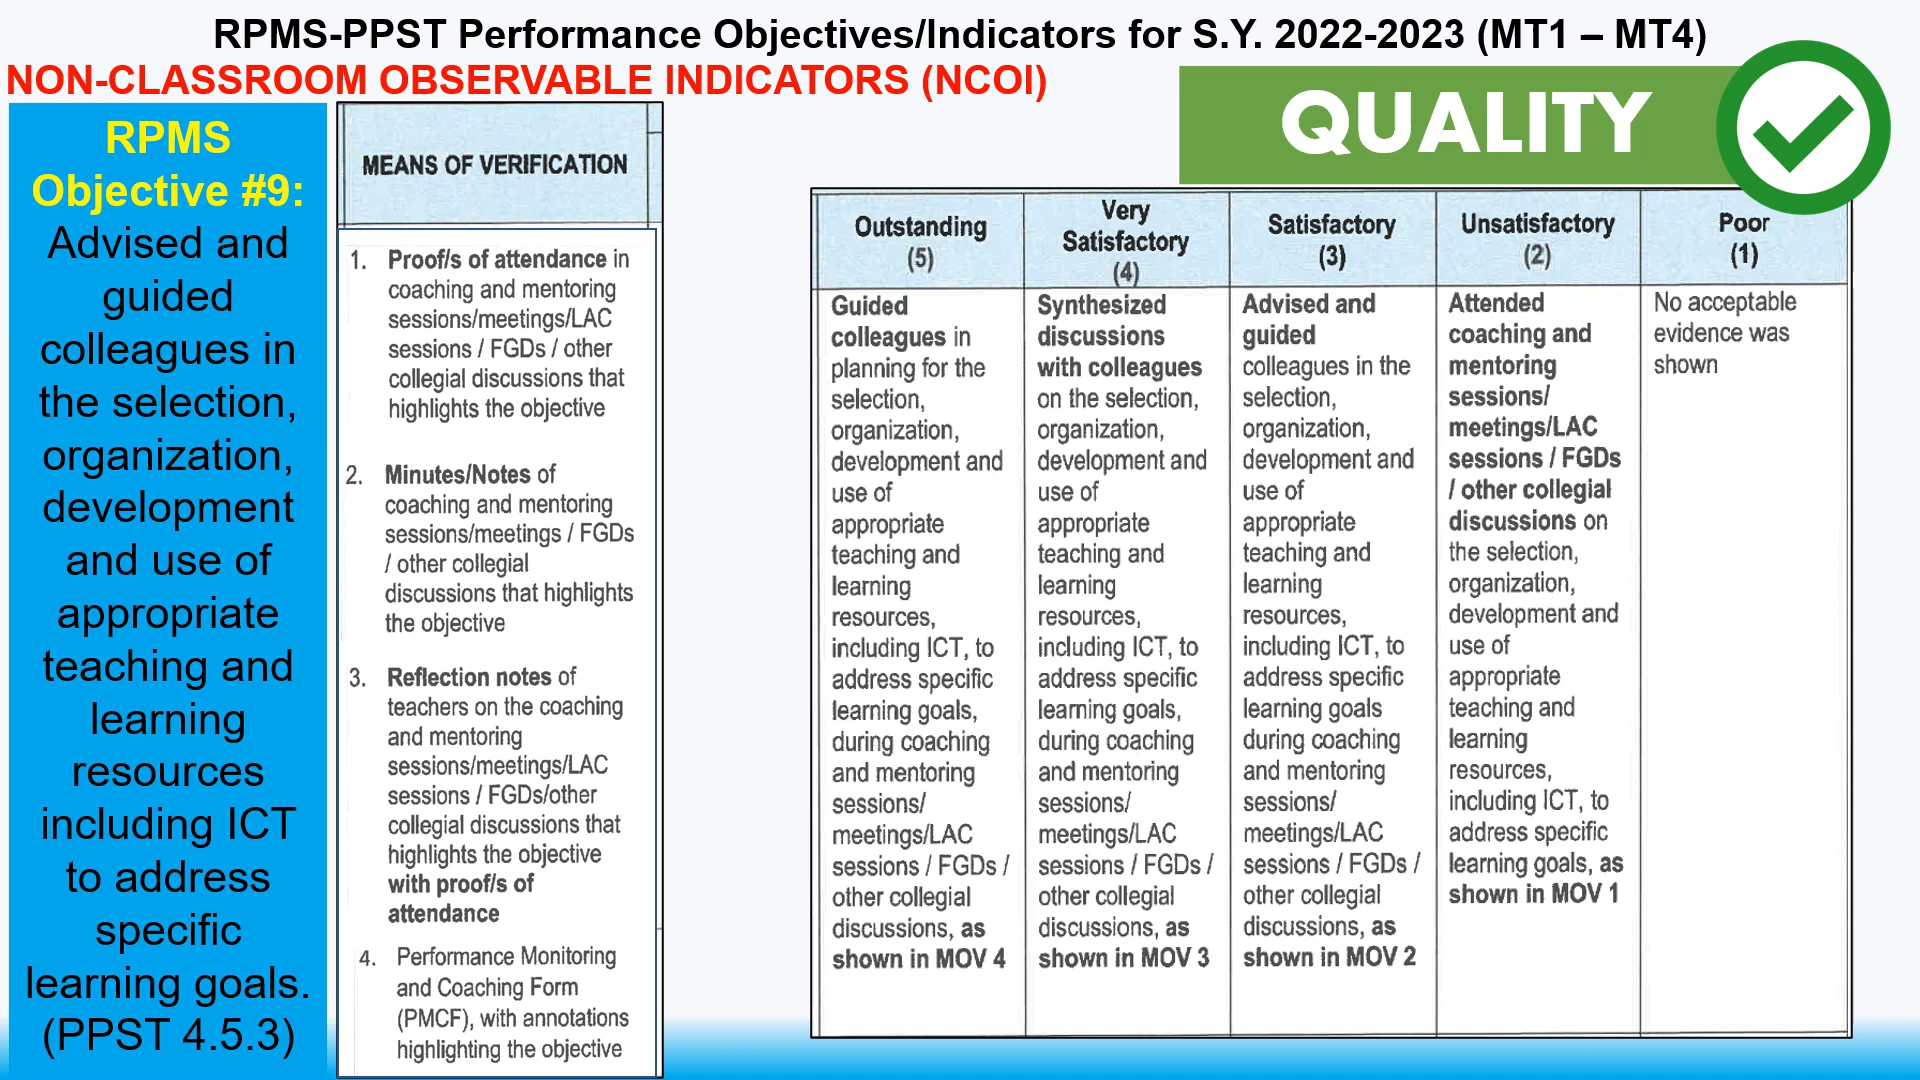 RPMS-PPST Performance Objectives/Indicators for S.Y. 2022-2023 (MT1 – MT4)
NON-CLASSROOM OBSERVABLE INDICATORS (NCOI)
QUALITY
RPMS
Objective #9:
Advised and
guided
colleagues in
the selection,
organization,
development
and use of
appropriate
teaching and
learning
resources
including ICT
to address
specific
learning goals.
(PPST 4.5.3)
MEANS OF VERIFICATION
1. Proof/s of attendance in
coaching and mentoring
sessions/meetings/LAC
sessions / FGDs / other
collegial discussions that
highlights the objective
2. Minutes/Notes of
coaching and mentoring
sessions/meetings / FGDs
/ other collegial
discussions that highlights
the objective
3. Reflection notes of
teachers on the coaching
and mentoring
sessions/meetings/LAC
sessions / FGDs/other
collegial discussions that
highlights the objective
with proof/s of
attendance
4. Performance Monitoring
and Coaching Form
(PMCF), with annotations
highlighting the objective
Outstanding
(5)
Guided
colleagues in
planning for the
selection,
organization,
development and
use of
appropriate
teaching and
learning
resources,
including ICT, to
address specific
learning goals,
during coaching
and mentoring
sessions/
meetings/LAC
sessions / FGDs /
other collegial
discussions, as
shown in MOV 4
Very
Satisfactory
(4)
Synthesized
discussions
with colleagues
on the selection,
organization,
development and
use of
appropriate
teaching and
learning
resources,
including ICT, to
address specific
learning goals,
during coaching
and mentoring
sessions/
meetings/LAC
sessions / FGDs /
other collegial
discussions, as
shown in MOV 3
Satisfactory
(3)
Advised and
guided
colleagues in the
selection,
organization,
development and
use of
appropriate
teaching and
learning
resources,
including ICT, to
address specific
learning goals
during coaching
and mentoring
sessions/
meetings/LAC
sessions / FGDs /
other collegial
discussions, as
shown in MOV 2
Unsatisfactory
(2)
Attended
coaching and
mentoring
sessions/
meetings/LAC
sessions / FGDs
/ other collegial
discussions on
the selection,
organization,
development and
use of
appropriate
teaching and
learning
resources,
including ICT, to
address specific
learning goals, as
shown in MOV 1
Poor
(1)
No acceptable
evidence was
shown